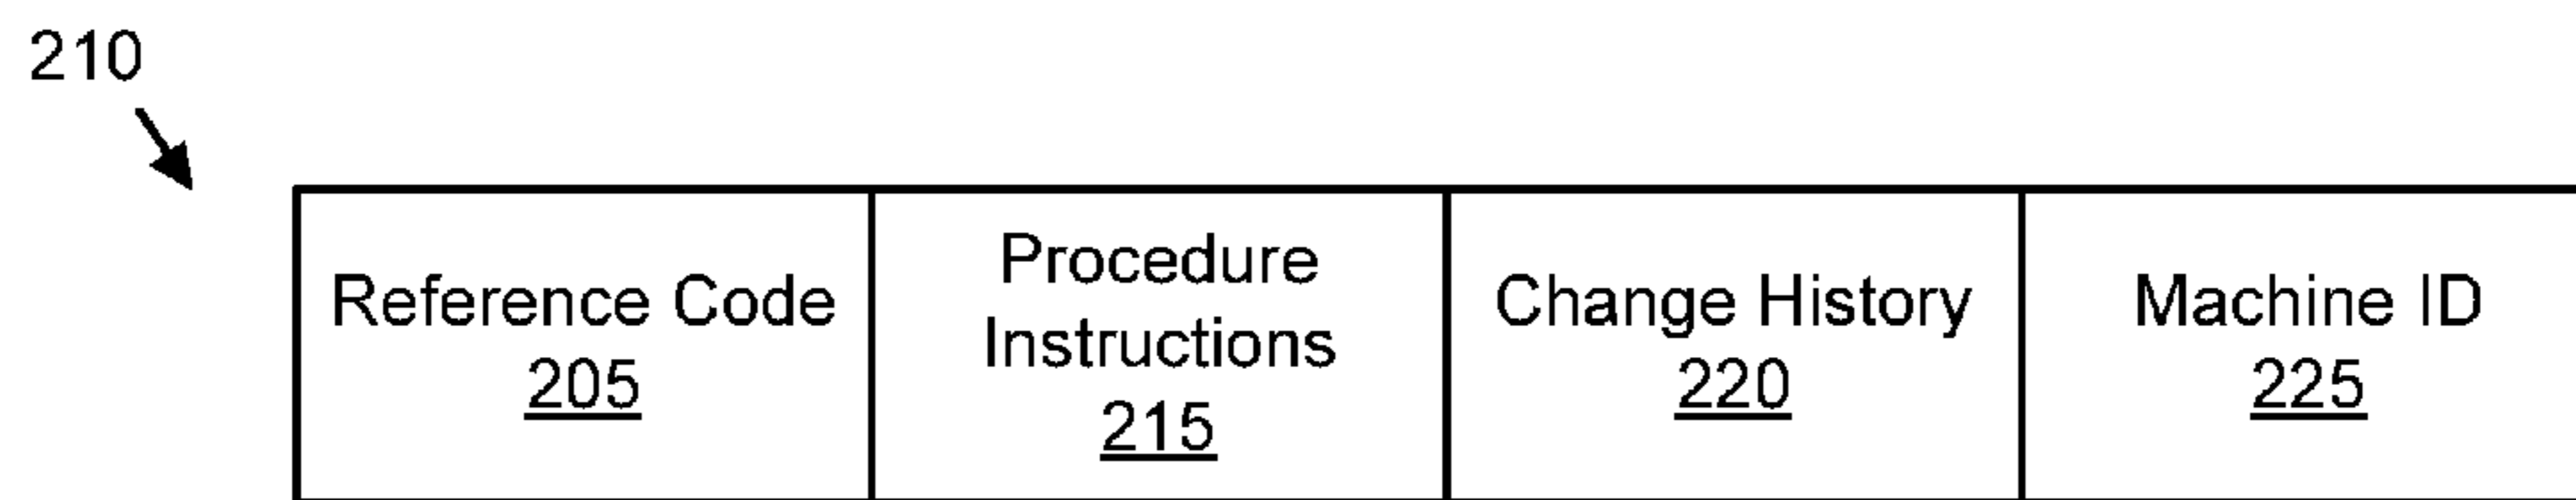 210
Reference Code
205
Procedure
Instructions
215
Change History
220
Machine ID
225